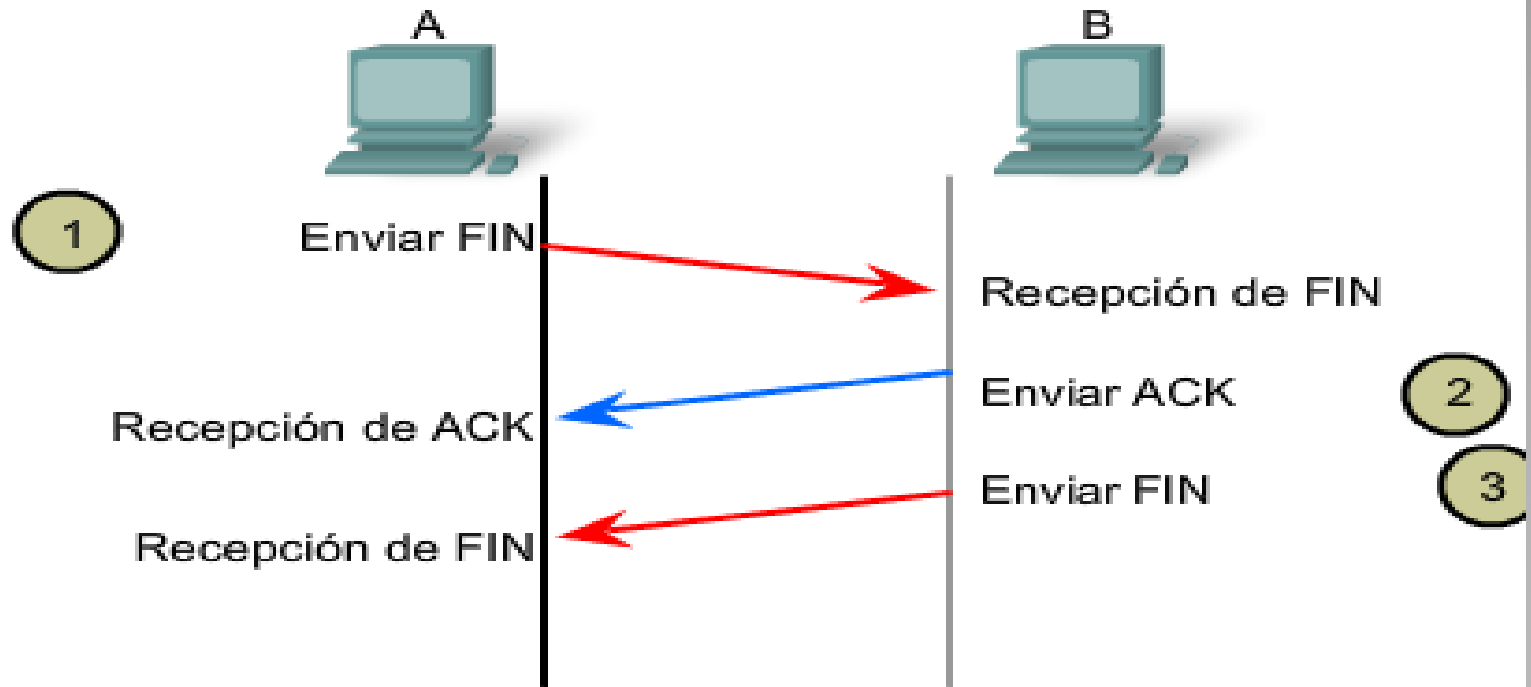 A
B
1
Enviar FIN
Recepción de FIN
Enviar ACK
2
Recepción de ACK
Enviar FIN
3
Recepción de FIN